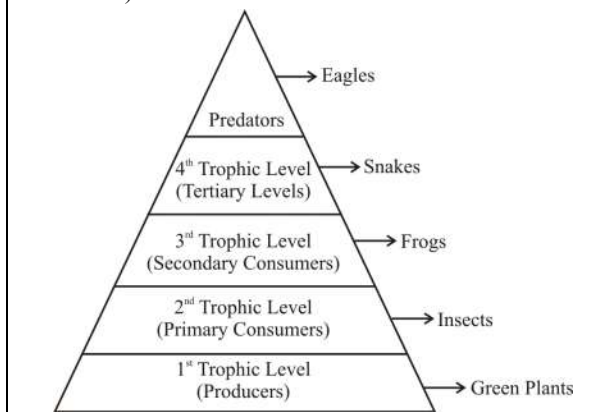 Eagles
Predators
4th Trophic Level
(Tertiary Levels)
Snakes
3rd Trophic Level
(Secondary Consumers)
Frogs
2nd Trophic Level
(Primary Consumers)
Insects
1st Trophic Level
(Producers)
Green Plants